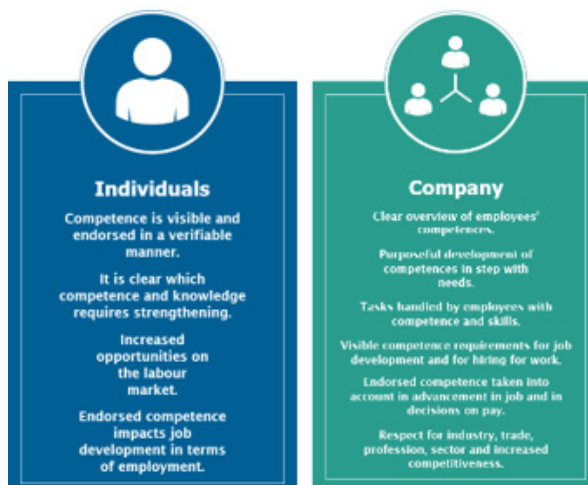 Individuals
Competence is visible and
endorsed in a verifiable
manner.
It is clear which
competence and knowledge
requires strengthening.
Increased
opportunities on
the labour
market.
Endorsed competence
impacts job
development in terms
of employment.
Company
Clear overview of employees'
competences.
Purposeful development of
competences in step with
needs.
Tasks handled by employees with
competence and skills.
Visible competence requirements for job
development and for hiring for work.
Endorsed competence taken into
account in advancement in job and in
decisions on pay.
Respect for industry, trade,
profession, sector and increased
competitiveness.